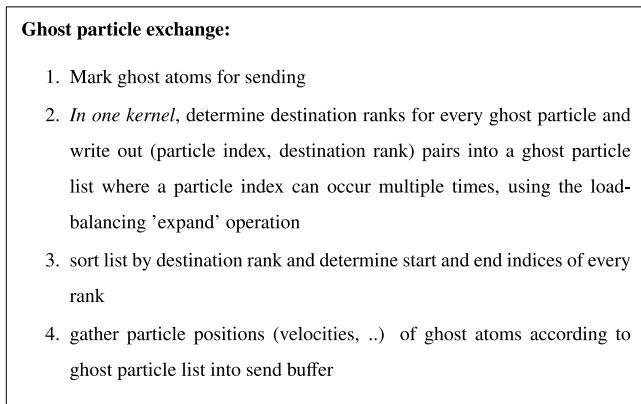 Ghost particle exchange:
1. Mark ghost atoms for sending
2. In one kernel, determine destination ranks for every ghost particle and
write out (particle index, destination rank) pairs into a ghost particle
list where a particle index can occur multiple times, using the load-
balancing 'expand' operation
3. sort list by destination rank and determine start and end indices of every
rank
4. gather particle positions (velocities, ..) of ghost atoms according to
ghost particle list into send buffer